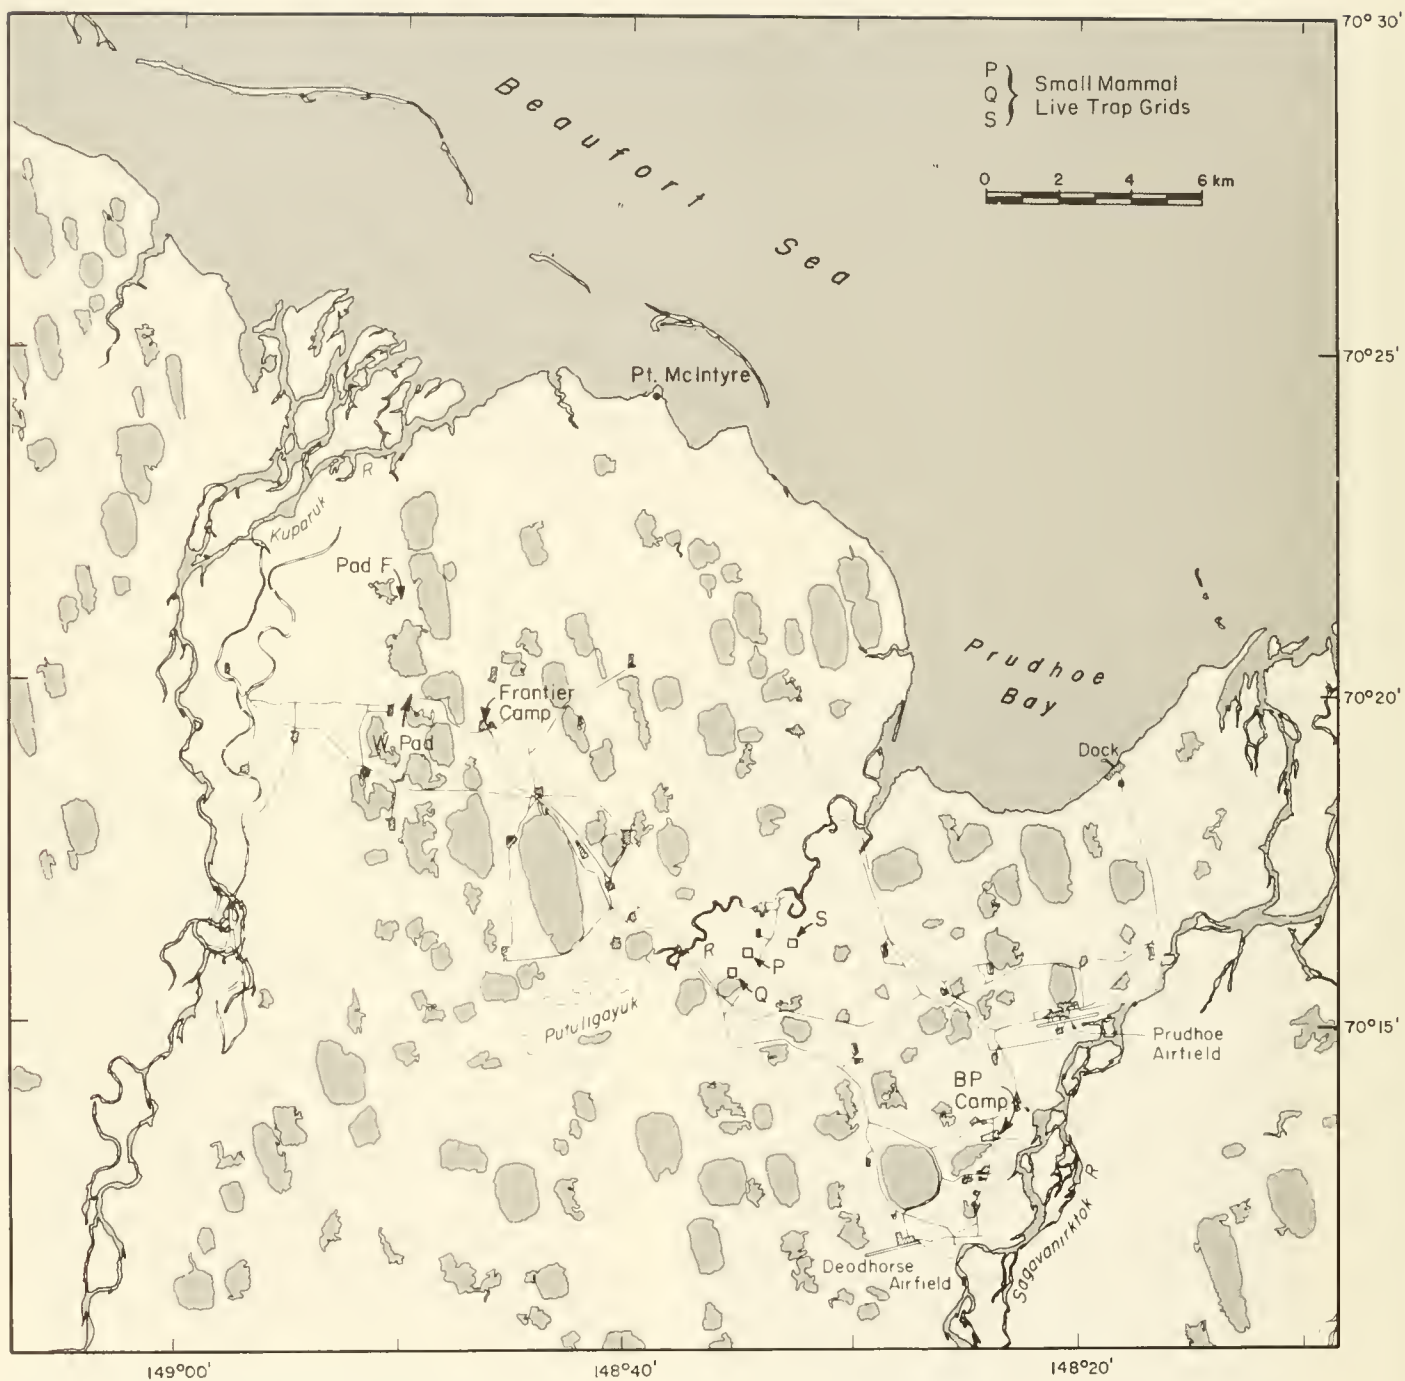 70° 30'
P
Q
S
Small Mammal
Live Trap Grids
0 2 4 6 km
Beaufort
Sea
70° 25'
Pt. McIntyre
Kuparuk R
Pad F
Prudhoe
Bay
70° 20'
Frontier
Camp
W. Pad
Dock
S
P
Q
Putuligayuk R
70° 15'
Prudhoe
Airfield
BP
Camp
Sagavanirktok R
Deadhorse
Airfield
149°00'
148°40'
148°20'